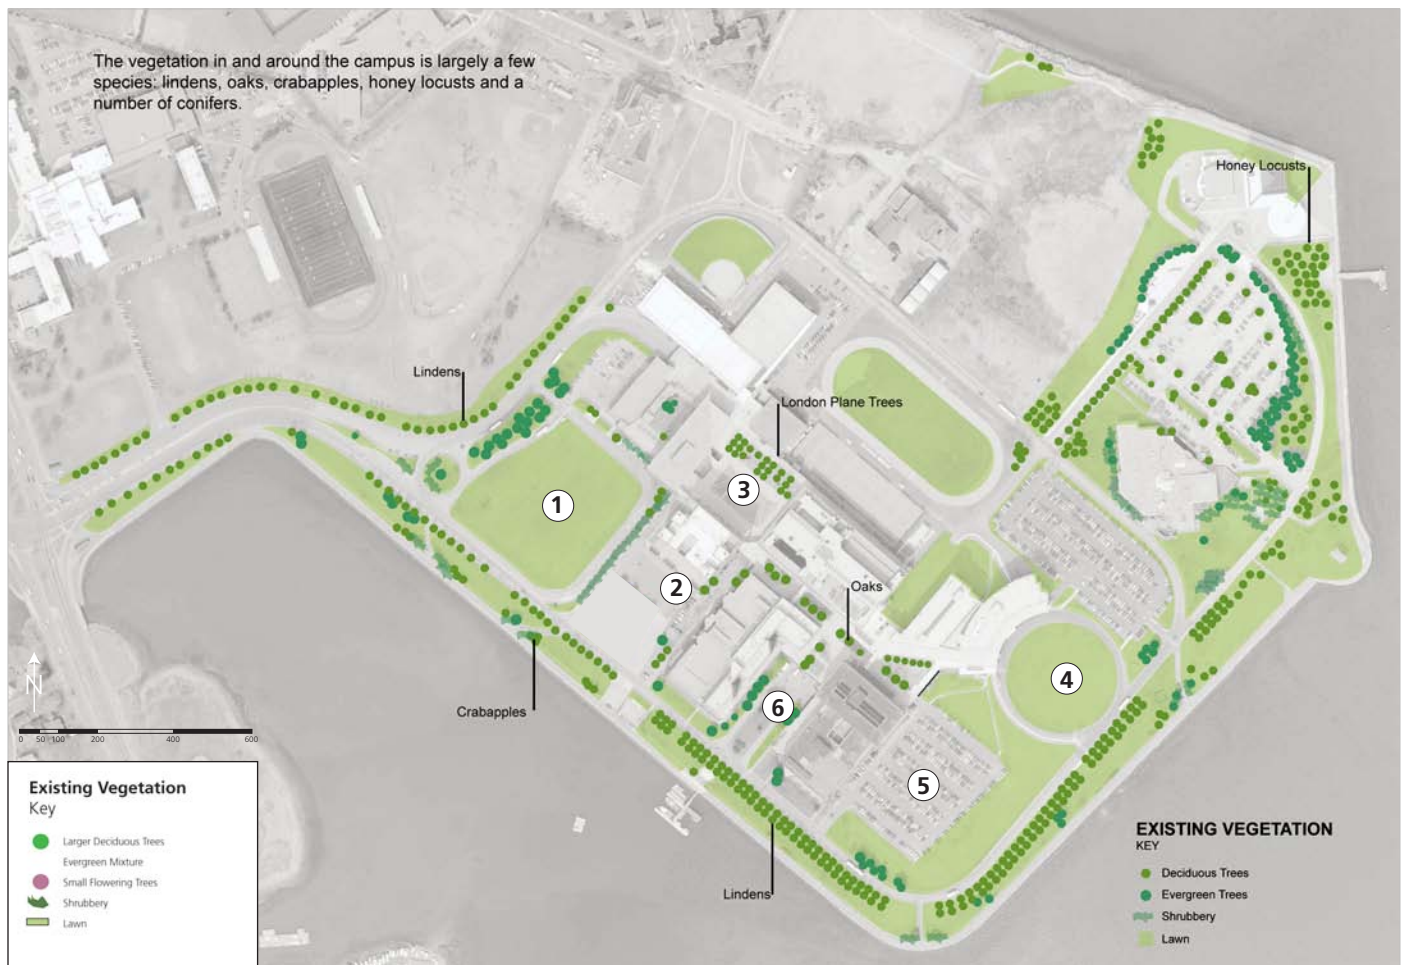 The vegetation in and around the campus is largely a few
species: lindens, oaks, crabapples, honey locusts and a
number of conifers.
Honey Locusts
Lindens
London Plane Trees
1
3
2
Oaks
4
Crabapples
6
5
Lindens
N
0 50 100 200 400 600
Existing Vegetation
Key
Larger Deciduous Trees
Evergreen Mixture
Small Flowering Trees
Shrubbery
Lawn
EXISTING VEGETATION
KEY
Deciduous Trees
Evergreen Trees
Shrubbery
Lawn